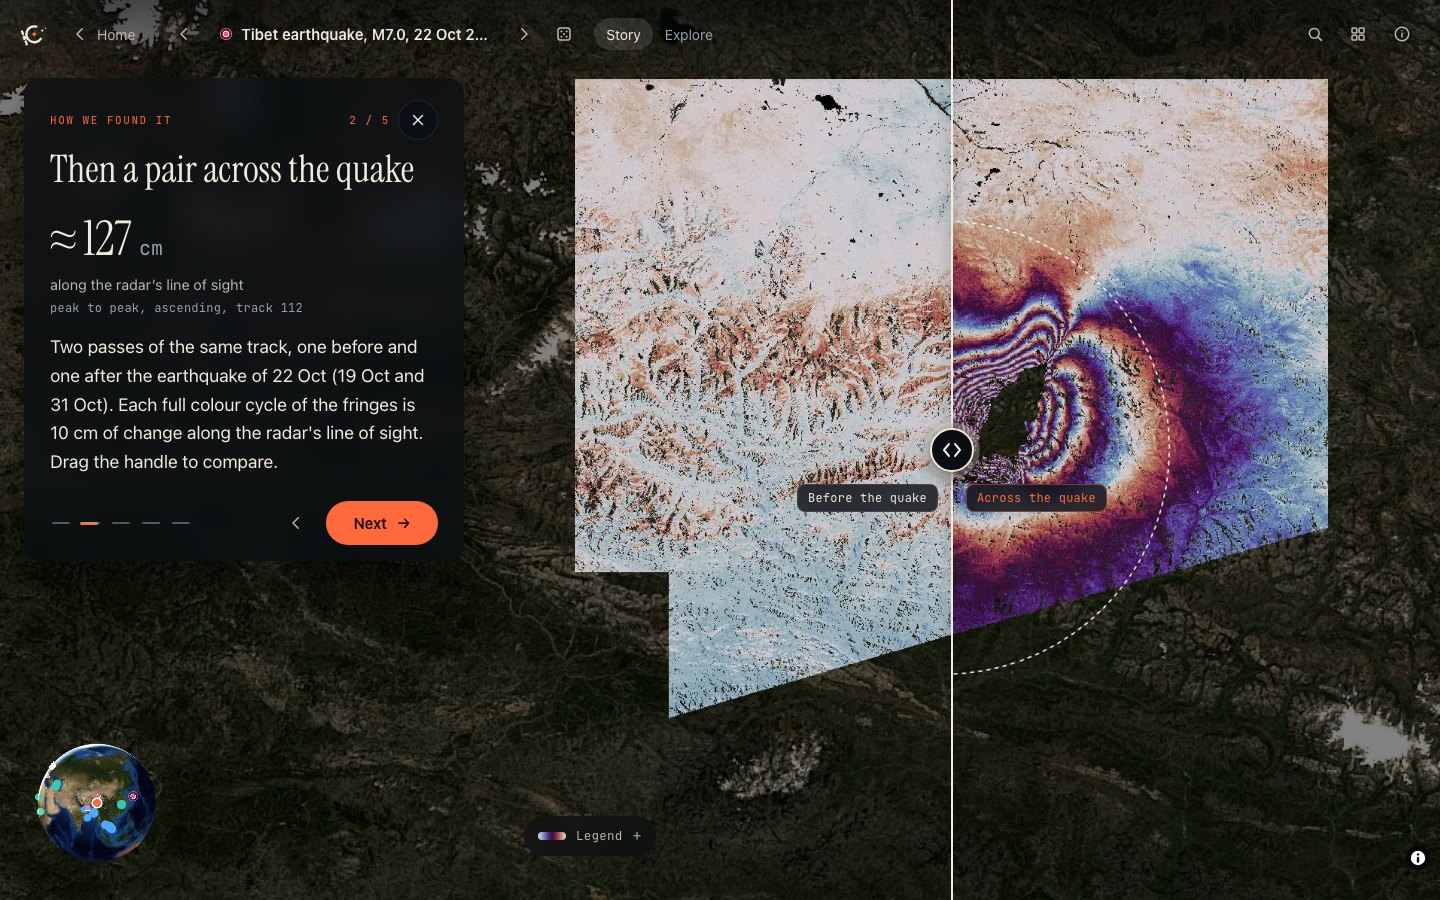 Home
Tibet earthquake, M7.0, 22 Oct 2...
Story
Explore
HOW WE FOUND IT
2 / 5
Then a pair across the quake
≈127 cm
along the radar's line of sight
peak to peak, ascending, track 112
Two passes of the same track, one before and
one after the earthquake of 22 Oct (19 Oct and
31 Oct). Each full colour cycle of the fringes is
10 cm of change along the radar's line of sight.
Drag the handle to compare.
Next →
Before the quake
Across the quake
Legend +